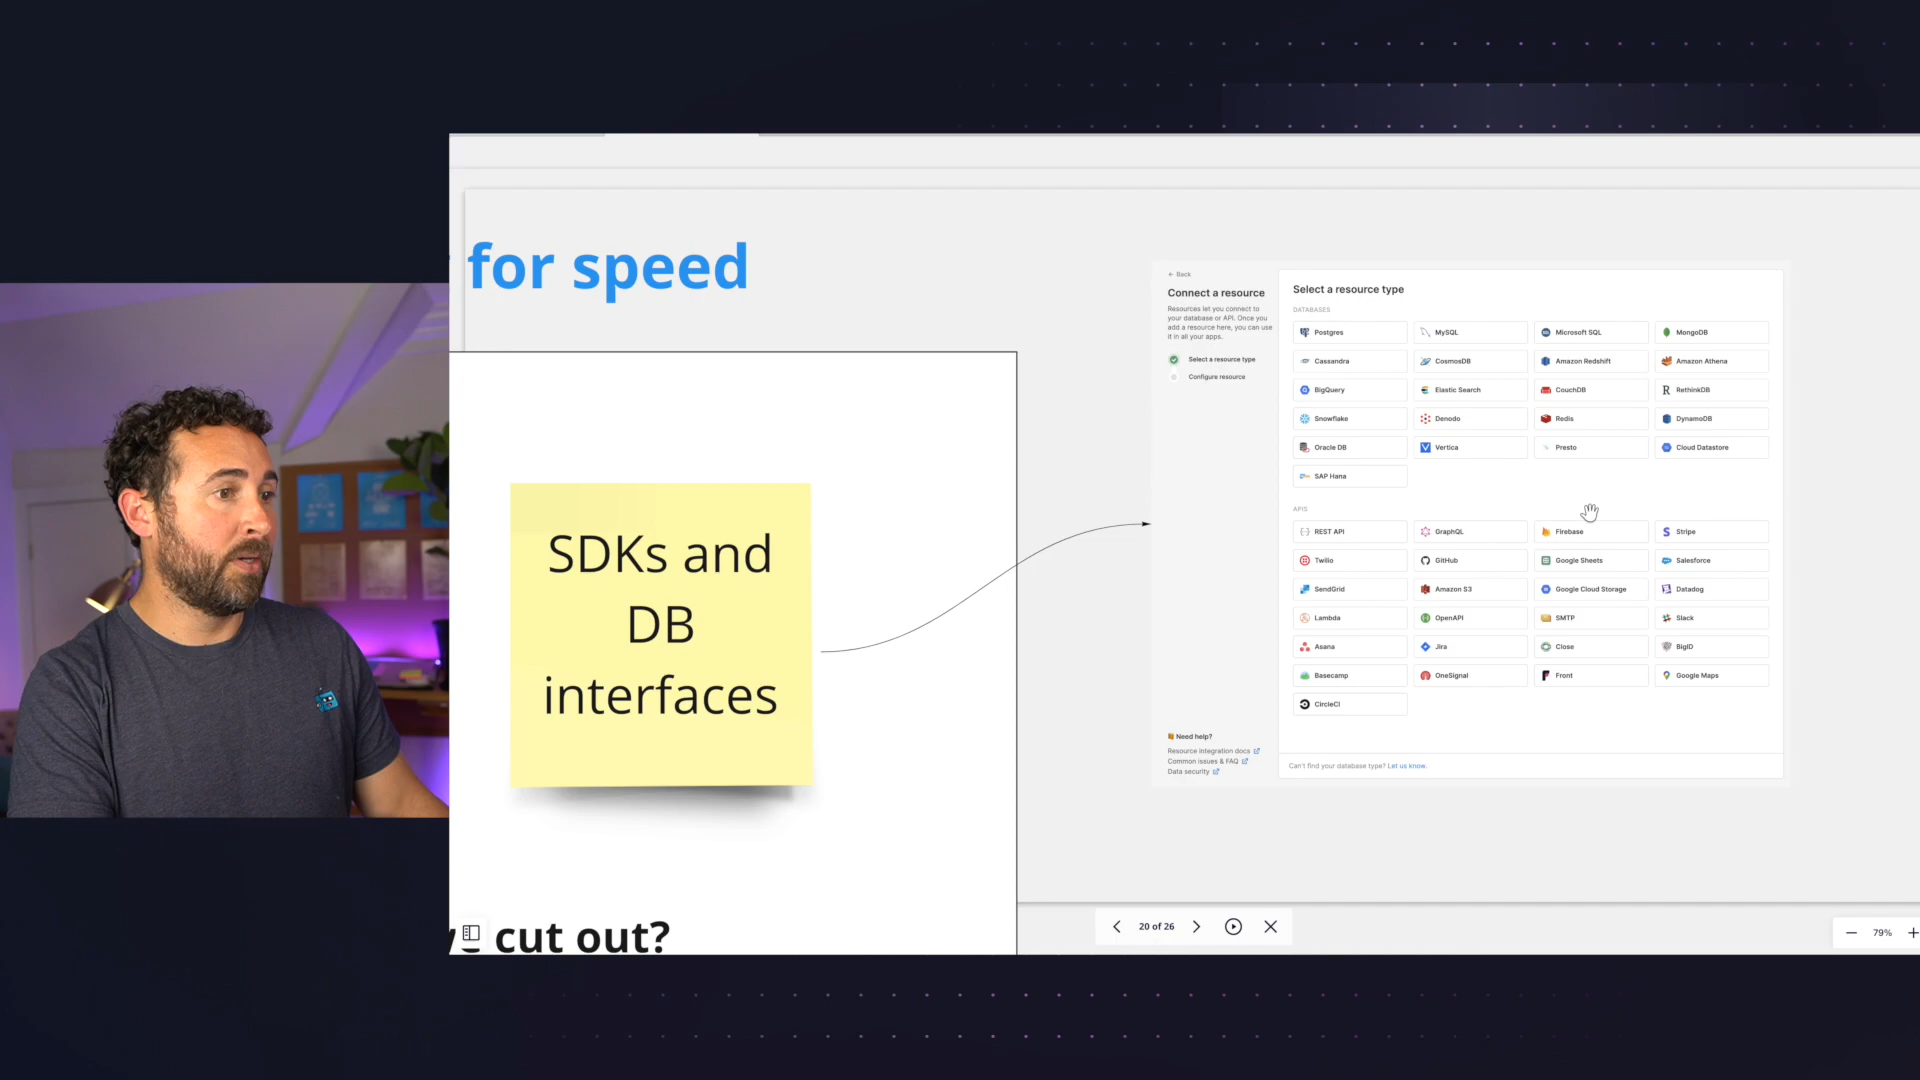 for speed
SDKs and
DB
interfaces
cut out?
← Back
Connect a resource
Resources let you connect to
your database or API. Once you
add a resource here, you can use
it in all your apps.
Select a resource type
Configure resource
Need help?
Resource integration docs
Common issues & FAQ
Data security
Select a resource type
DATABASES
Postgres MySQL Microsoft SQL MongoDB
Cassandra CosmosDB Amazon Redshift Amazon Athena
BigQuery Elastic Search CouchDB RethinkDB
Snowflake Denodo Redis DynamoDB
Oracle DB Vertica Presto Cloud Datastore
SAP Hana
APIS
REST API GraphQL Firebase Stripe
Twilio GitHub Google Sheets Salesforce
SendGrid Amazon S3 Google Cloud Storage Datadog
Lambda OpenAPI SMTP Slack
Asana Jira Close BigID
Basecamp OneSignal Front Google Maps
CircleCI
Can't find your database type? Let us know.
20 of 26
79%